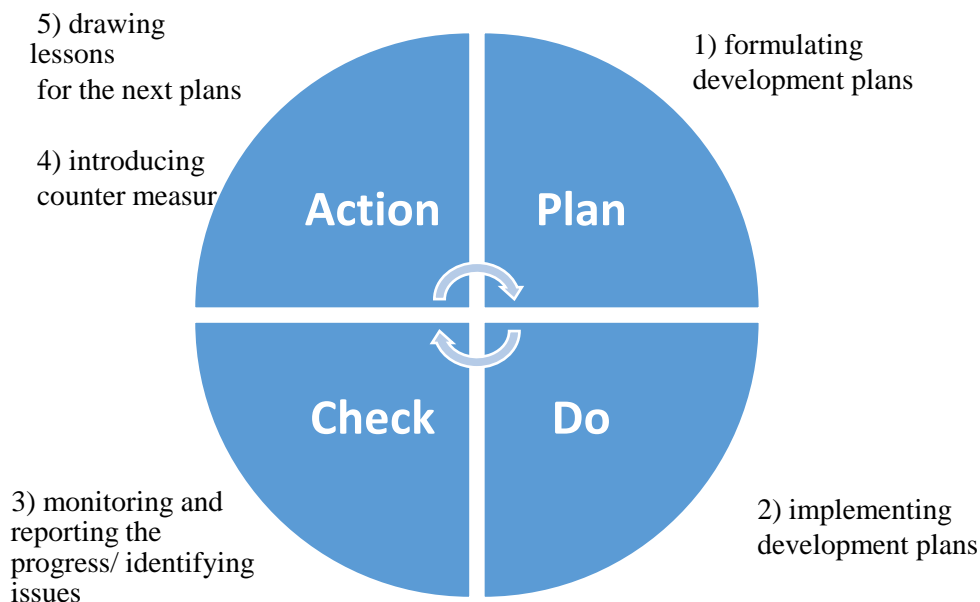 5) drawing
lessons
for the next plans
4) introducing
counter measur
1) formulating
development plans
Action
Plan
Check
Do
3) monitoring and
reporting the
progress/ identifying
issues
2) implementing
development plans